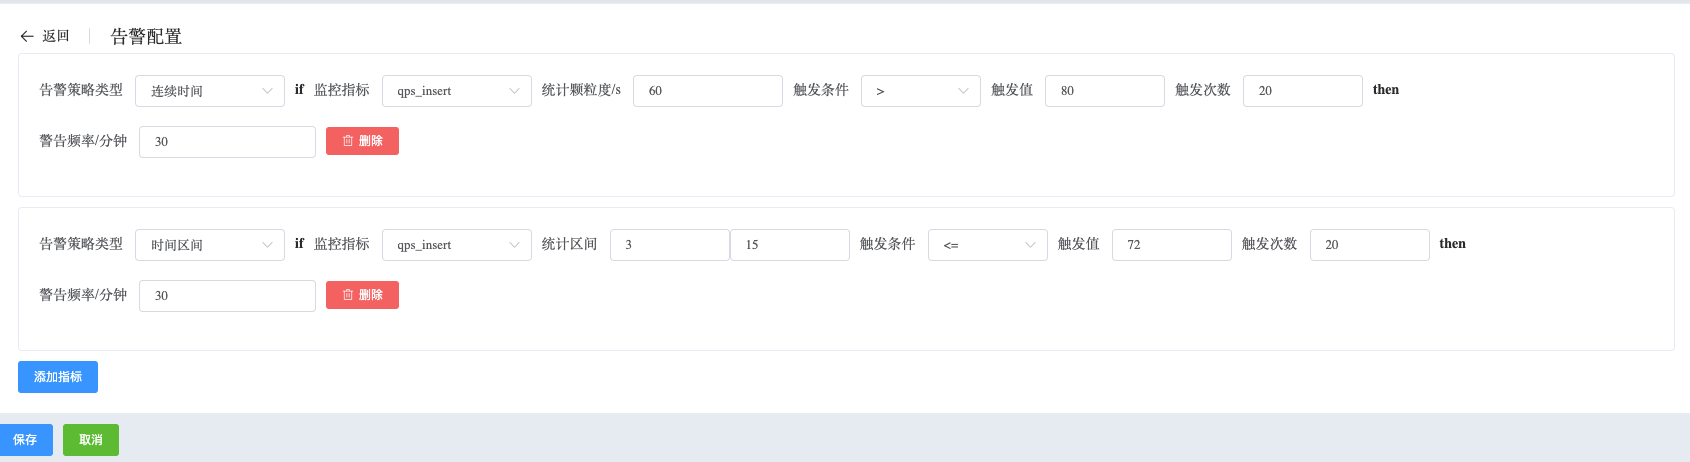 返回 告警配置
告警策略类型 连续时间 if 监控指标 qps_insert 统计颗粒度/s 60 触发条件 > 触发值 80 触发次数 20 then
警告频率/分钟 30 删除
告警策略类型 时间区间 if 监控指标 qps_insert 统计区间 3 15 触发条件 <= 触发值 72 触发次数 20 then
警告频率/分钟 30 删除
添加指标
保存 取消